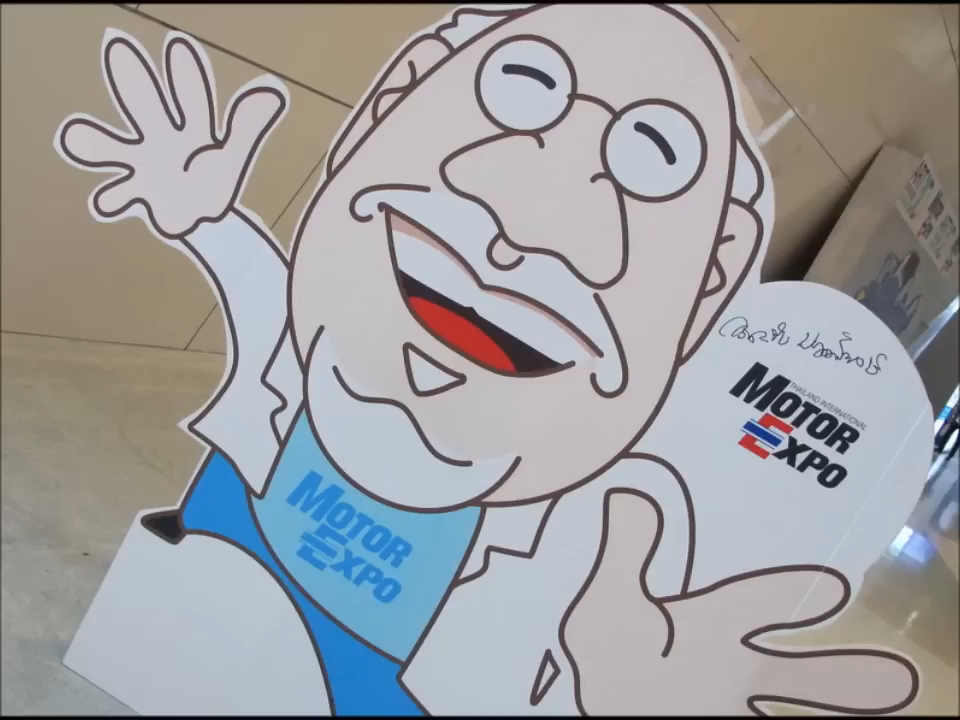 THAILAND INTERNATIONAL
MOTOR
EXPO
MOTOR
EXPO